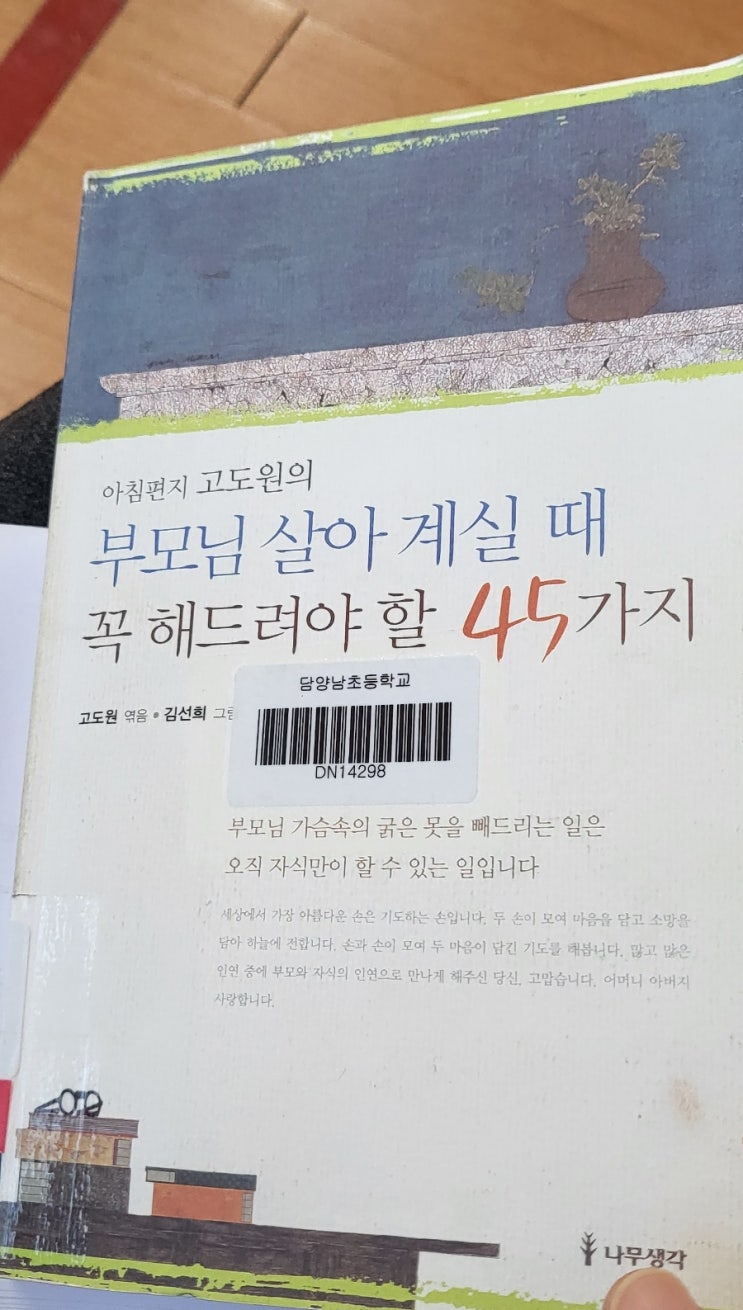 아침편지 고도원의
부모님 살아 계실 때
꼭 해드려야 할 45가지
고도원 엮음 • 김선희 그림
담양남초등학교
DN14298
부모님 가슴속의 굵은 못을 빼드리는 일은
오직 자식만이 할 수 있는 일입니다
세상에서 가장 아름다운 손은 기도하는 손입니다. 두 손이 모여 마음을 담고 소망을
담아 하늘에 전합니다. 손과 손이 모여 두 마음이 담긴 기도를 해봅니다. 많고 많은
인연 중에 부모와 자식의 인연으로 만나게 해주신 당신, 고맙습니다. 어머니 아버지
사랑합니다.
나무생각